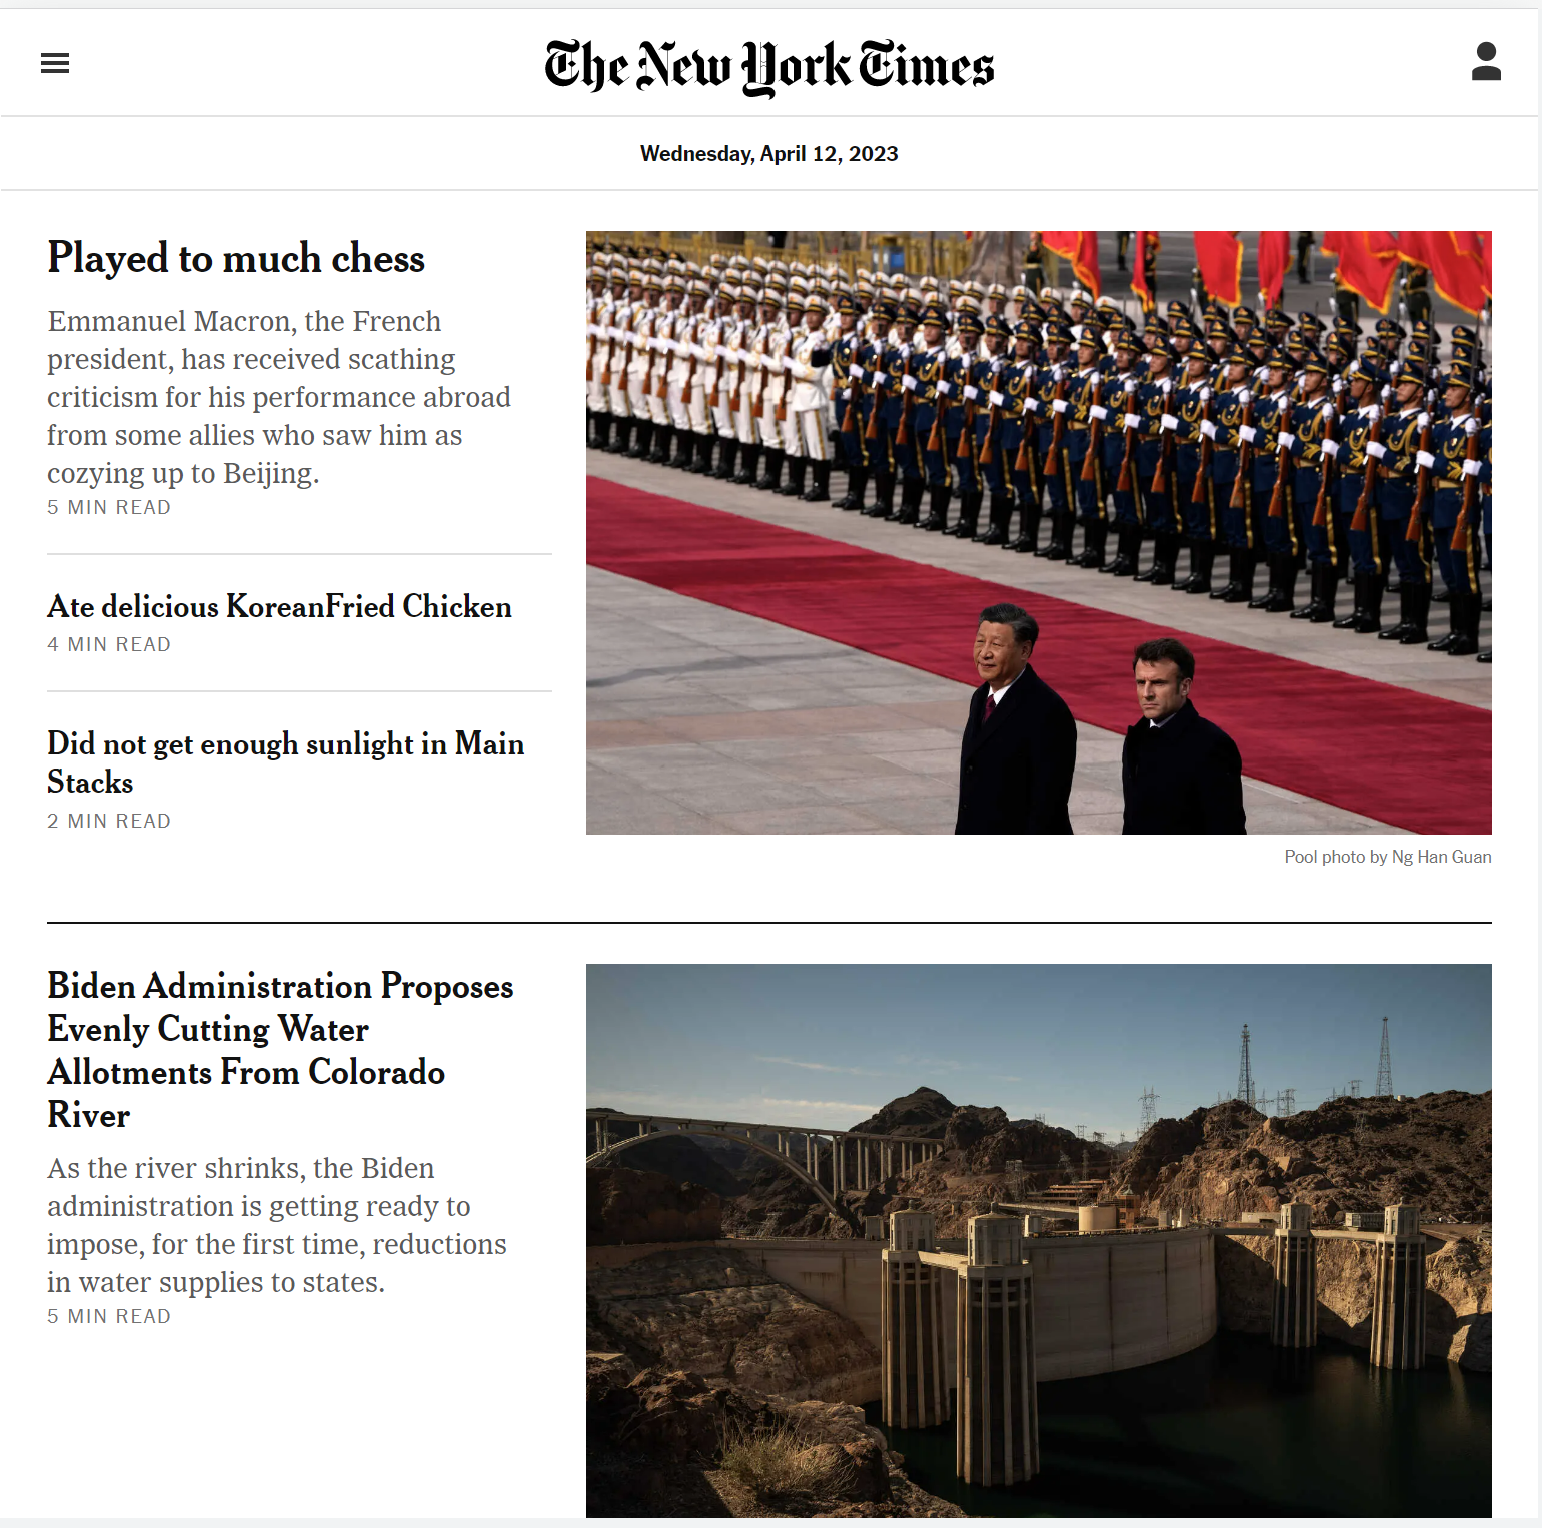 The New York Times
Wednesday, April 12, 2023
Played to much chess
Emmanuel Macron, the French
president, has received scathing
criticism for his performance abroad
from some allies who saw him as
cozying up to Beijing.
5 MIN READ
Ate delicious KoreanFried Chicken
4 MIN READ
Did not get enough sunlight in Main
Stacks
2 MIN READ
Pool photo by Ng Han Guan
Biden Administration Proposes
Evenly Cutting Water
Allotments From Colorado
River
As the river shrinks, the Biden
administration is getting ready to
impose, for the first time, reductions
in water supplies to states.
5 MIN READ